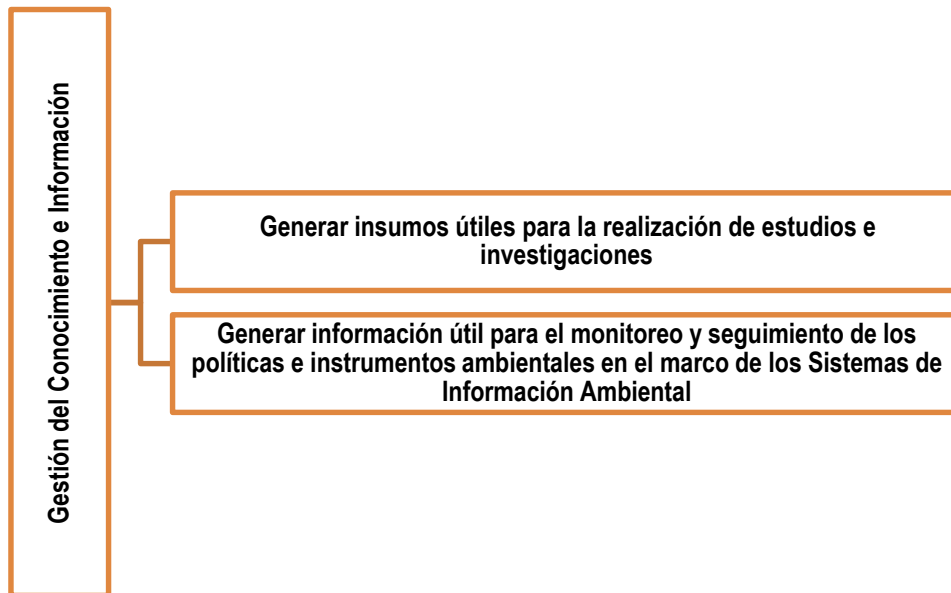 Gestión del Conocimiento e Información
Generar insumos útiles para la realización de estudios e
investigaciones
Generar información útil para el monitoreo y seguimiento de los
políticas e instrumentos ambientales en el marco de los Sistemas de
Información Ambiental